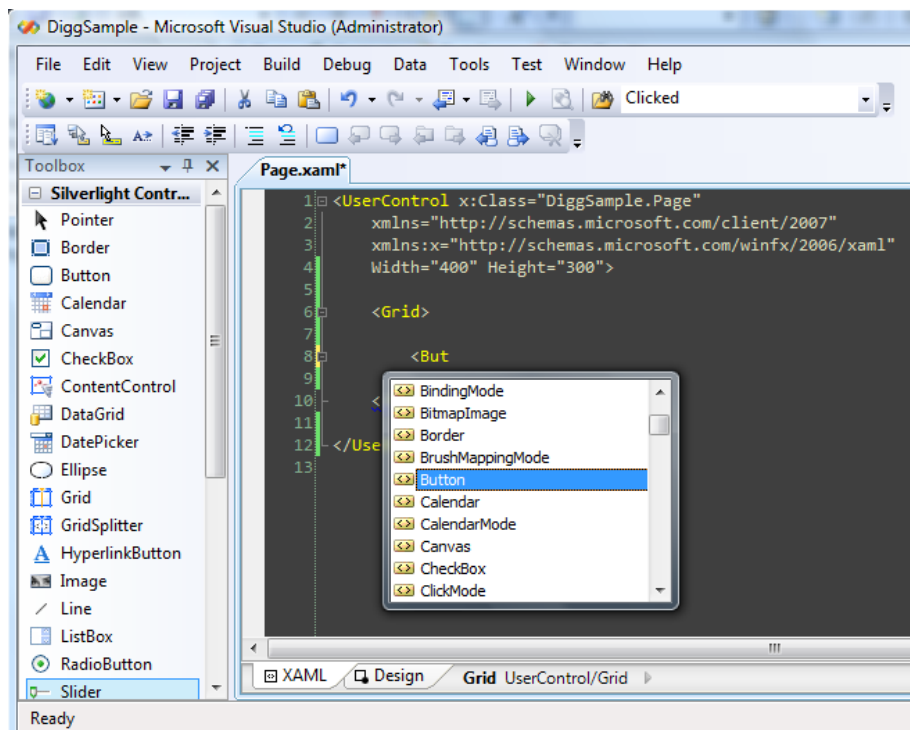 DiggSample - Microsoft Visual Studio (Administrator)
File Edit View Project Build Debug Data Tools Test Window Help
Clicked
Toolbox
Silverlight Contr...
Pointer
Border
Button
Calendar
Canvas
CheckBox
ContentControl
DataGrid
DatePicker
Ellipse
Grid
GridSplitter
HyperlinkButton
Image
Line
ListBox
RadioButton
Slider
Page.xaml*
1 <UserControl x:Class="DiggSample.Page"
2 xmlns="http://schemas.microsoft.com/client/2007"
3 xmlns:x="http://schemas.microsoft.com/winfx/2006/xaml"
4 Width="400" Height="300">
5
6 <Grid>
7
8 <But
9
10 <
11
12 </Use
13
BindingMode
BitmapImage
Border
BrushMappingMode
Button
Calendar
CalendarMode
Canvas
CheckBox
ClickMode
XAML Design Grid UserControl/Grid
Ready